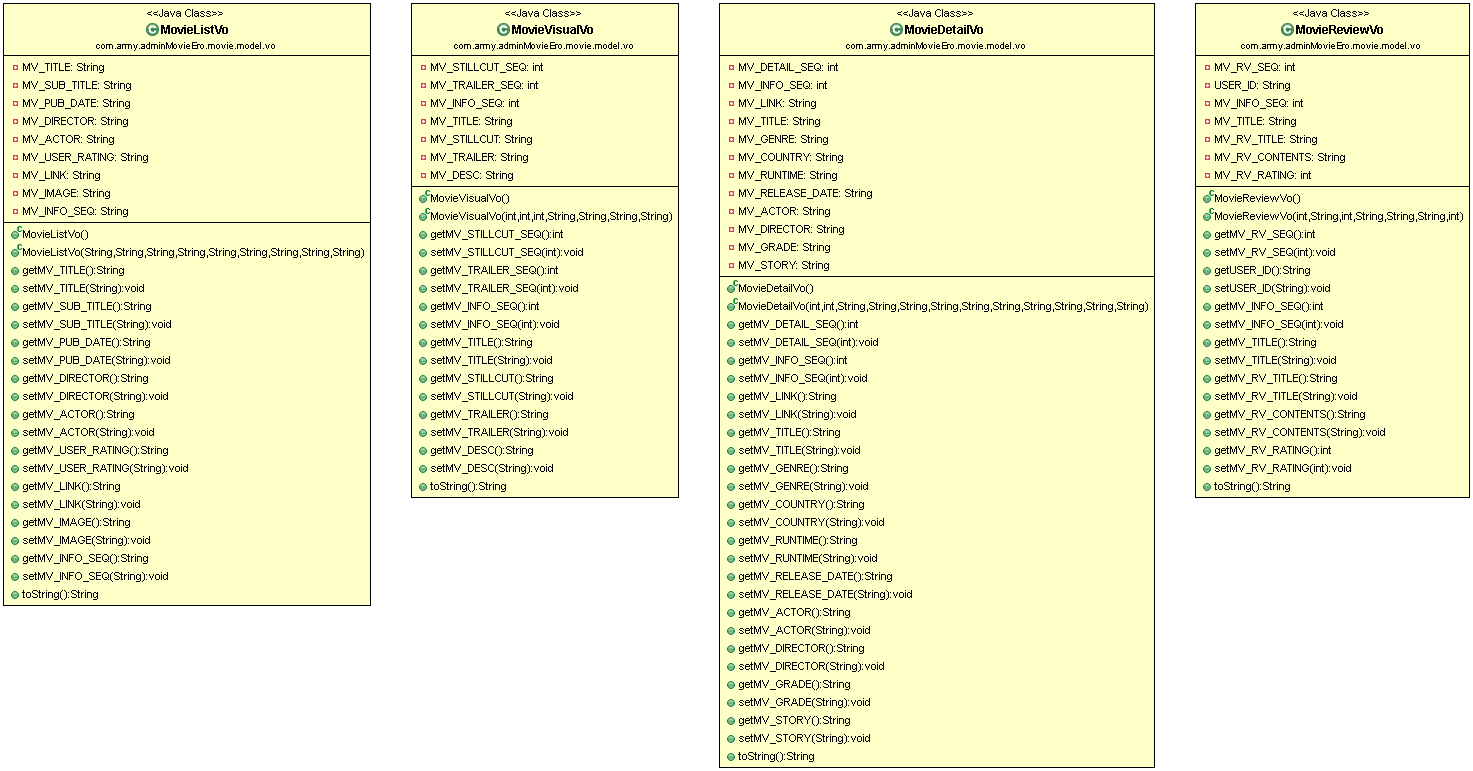 <<Java Class>>
MovieListVo
com.army.adminMovieEro.movie.model.vo
MV_TITLE: String
MV_SUB_TITLE: String
MV_PUB_DATE: String
MV_DIRECTOR: String
MV_ACTOR: String
MV_USER_RATING: String
MV_LINK: String
MV_IMAGE: String
MV_INFO_SEQ: String
MovieListVo()
MovieListVo(String,String,String,String,String,String,String,String,String)
getMV_TITLE():String
setMV_TITLE(String):void
getMV_SUB_TITLE():String
setMV_SUB_TITLE(String):void
getMV_PUB_DATE():String
setMV_PUB_DATE(String):void
getMV_DIRECTOR():String
setMV_DIRECTOR(String):void
getMV_ACTOR():String
setMV_ACTOR(String):void
getMV_USER_RATING():String
setMV_USER_RATING(String):void
getMV_LINK():String
setMV_LINK(String):void
getMV_IMAGE():String
setMV_IMAGE(String):void
getMV_INFO_SEQ():String
setMV_INFO_SEQ(String):void
toString():String
<<Java Class>>
MovieVisualVo
com.army.adminMovieEro.movie.model.vo
MV_STILLCUT_SEQ: int
MV_TRAILER_SEQ: int
MV_INFO_SEQ: int
MV_TITLE: String
MV_STILLCUT: String
MV_TRAILER: String
MV_DESC: String
MovieVisualVo()
MovieVisualVo(int,int,int,String,String,String,String)
getMV_STILLCUT_SEQ():int
setMV_STILLCUT_SEQ(int):void
getMV_TRAILER_SEQ():int
setMV_TRAILER_SEQ(int):void
getMV_INFO_SEQ():int
setMV_INFO_SEQ(int):void
getMV_TITLE():String
setMV_TITLE(String):void
getMV_STILLCUT():String
setMV_STILLCUT(String):void
getMV_TRAILER():String
setMV_TRAILER(String):void
getMV_DESC():String
setMV_DESC(String):void
toString():String
<<Java Class>>
MovieDetailVo
com.army.adminMovieEro.movie.model.vo
MV_DETAIL_SEQ: int
MV_INFO_SEQ: int
MV_LINK: String
MV_TITLE: String
MV_GENRE: String
MV_COUNTRY: String
MV_RUNTIME: String
MV_RELEASE_DATE: String
MV_ACTOR: String
MV_DIRECTOR: String
MV_GRADE: String
MV_STORY: String
MovieDetailVo()
MovieDetailVo(int,int,String,String,String,String,String,String,String,String,String,String)
getMV_DETAIL_SEQ():int
setMV_DETAIL_SEQ(int):void
getMV_INFO_SEQ():int
setMV_INFO_SEQ(int):void
getMV_LINK():String
setMV_LINK(String):void
getMV_TITLE():String
setMV_TITLE(String):void
getMV_GENRE():String
setMV_GENRE(String):void
getMV_COUNTRY():String
setMV_COUNTRY(String):void
getMV_RUNTIME():String
setMV_RUNTIME(String):void
getMV_RELEASE_DATE():String
setMV_RELEASE_DATE(String):void
getMV_ACTOR():String
setMV_ACTOR(String):void
getMV_DIRECTOR():String
setMV_DIRECTOR(String):void
getMV_GRADE():String
setMV_GRADE(String):void
getMV_STORY():String
setMV_STORY(String):void
toString():String
<<Java Class>>
MovieReviewVo
com.army.adminMovieEro.movie.model.vo
MV_RV_SEQ: int
USER_ID: String
MV_INFO_SEQ: int
MV_TITLE: String
MV_RV_TITLE: String
MV_RV_CONTENTS: String
MV_RV_RATING: int
MovieReviewVo()
MovieReviewVo(int,String,int,String,String,String,int)
getMV_RV_SEQ():int
setMV_RV_SEQ(int):void
getUSER_ID():String
setUSER_ID(String):void
getMV_INFO_SEQ():int
setMV_INFO_SEQ(int):void
getMV_TITLE():String
setMV_TITLE(String):void
getMV_RV_TITLE():String
setMV_RV_TITLE(String):void
getMV_RV_CONTENTS():String
setMV_RV_CONTENTS(String):void
getMV_RV_RATING():int
setMV_RV_RATING(int):void
toString():String